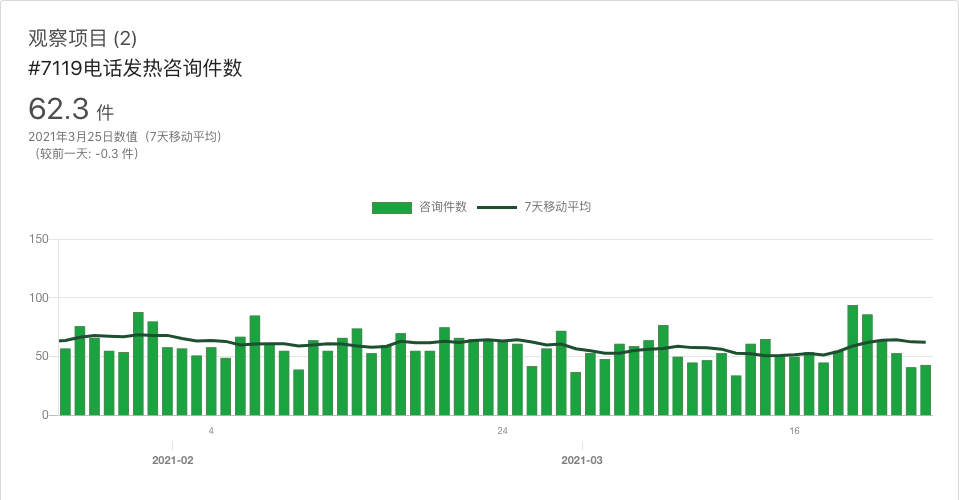 观察项目 (2)
#7119电话发热咨询件数
62.3 件
2021年3月25日数值（7天移动平均）
（较前一天: -0.3 件）
咨询件数 7天移动平均
150
100
50
0
4 24 16
2021-02 2021-03